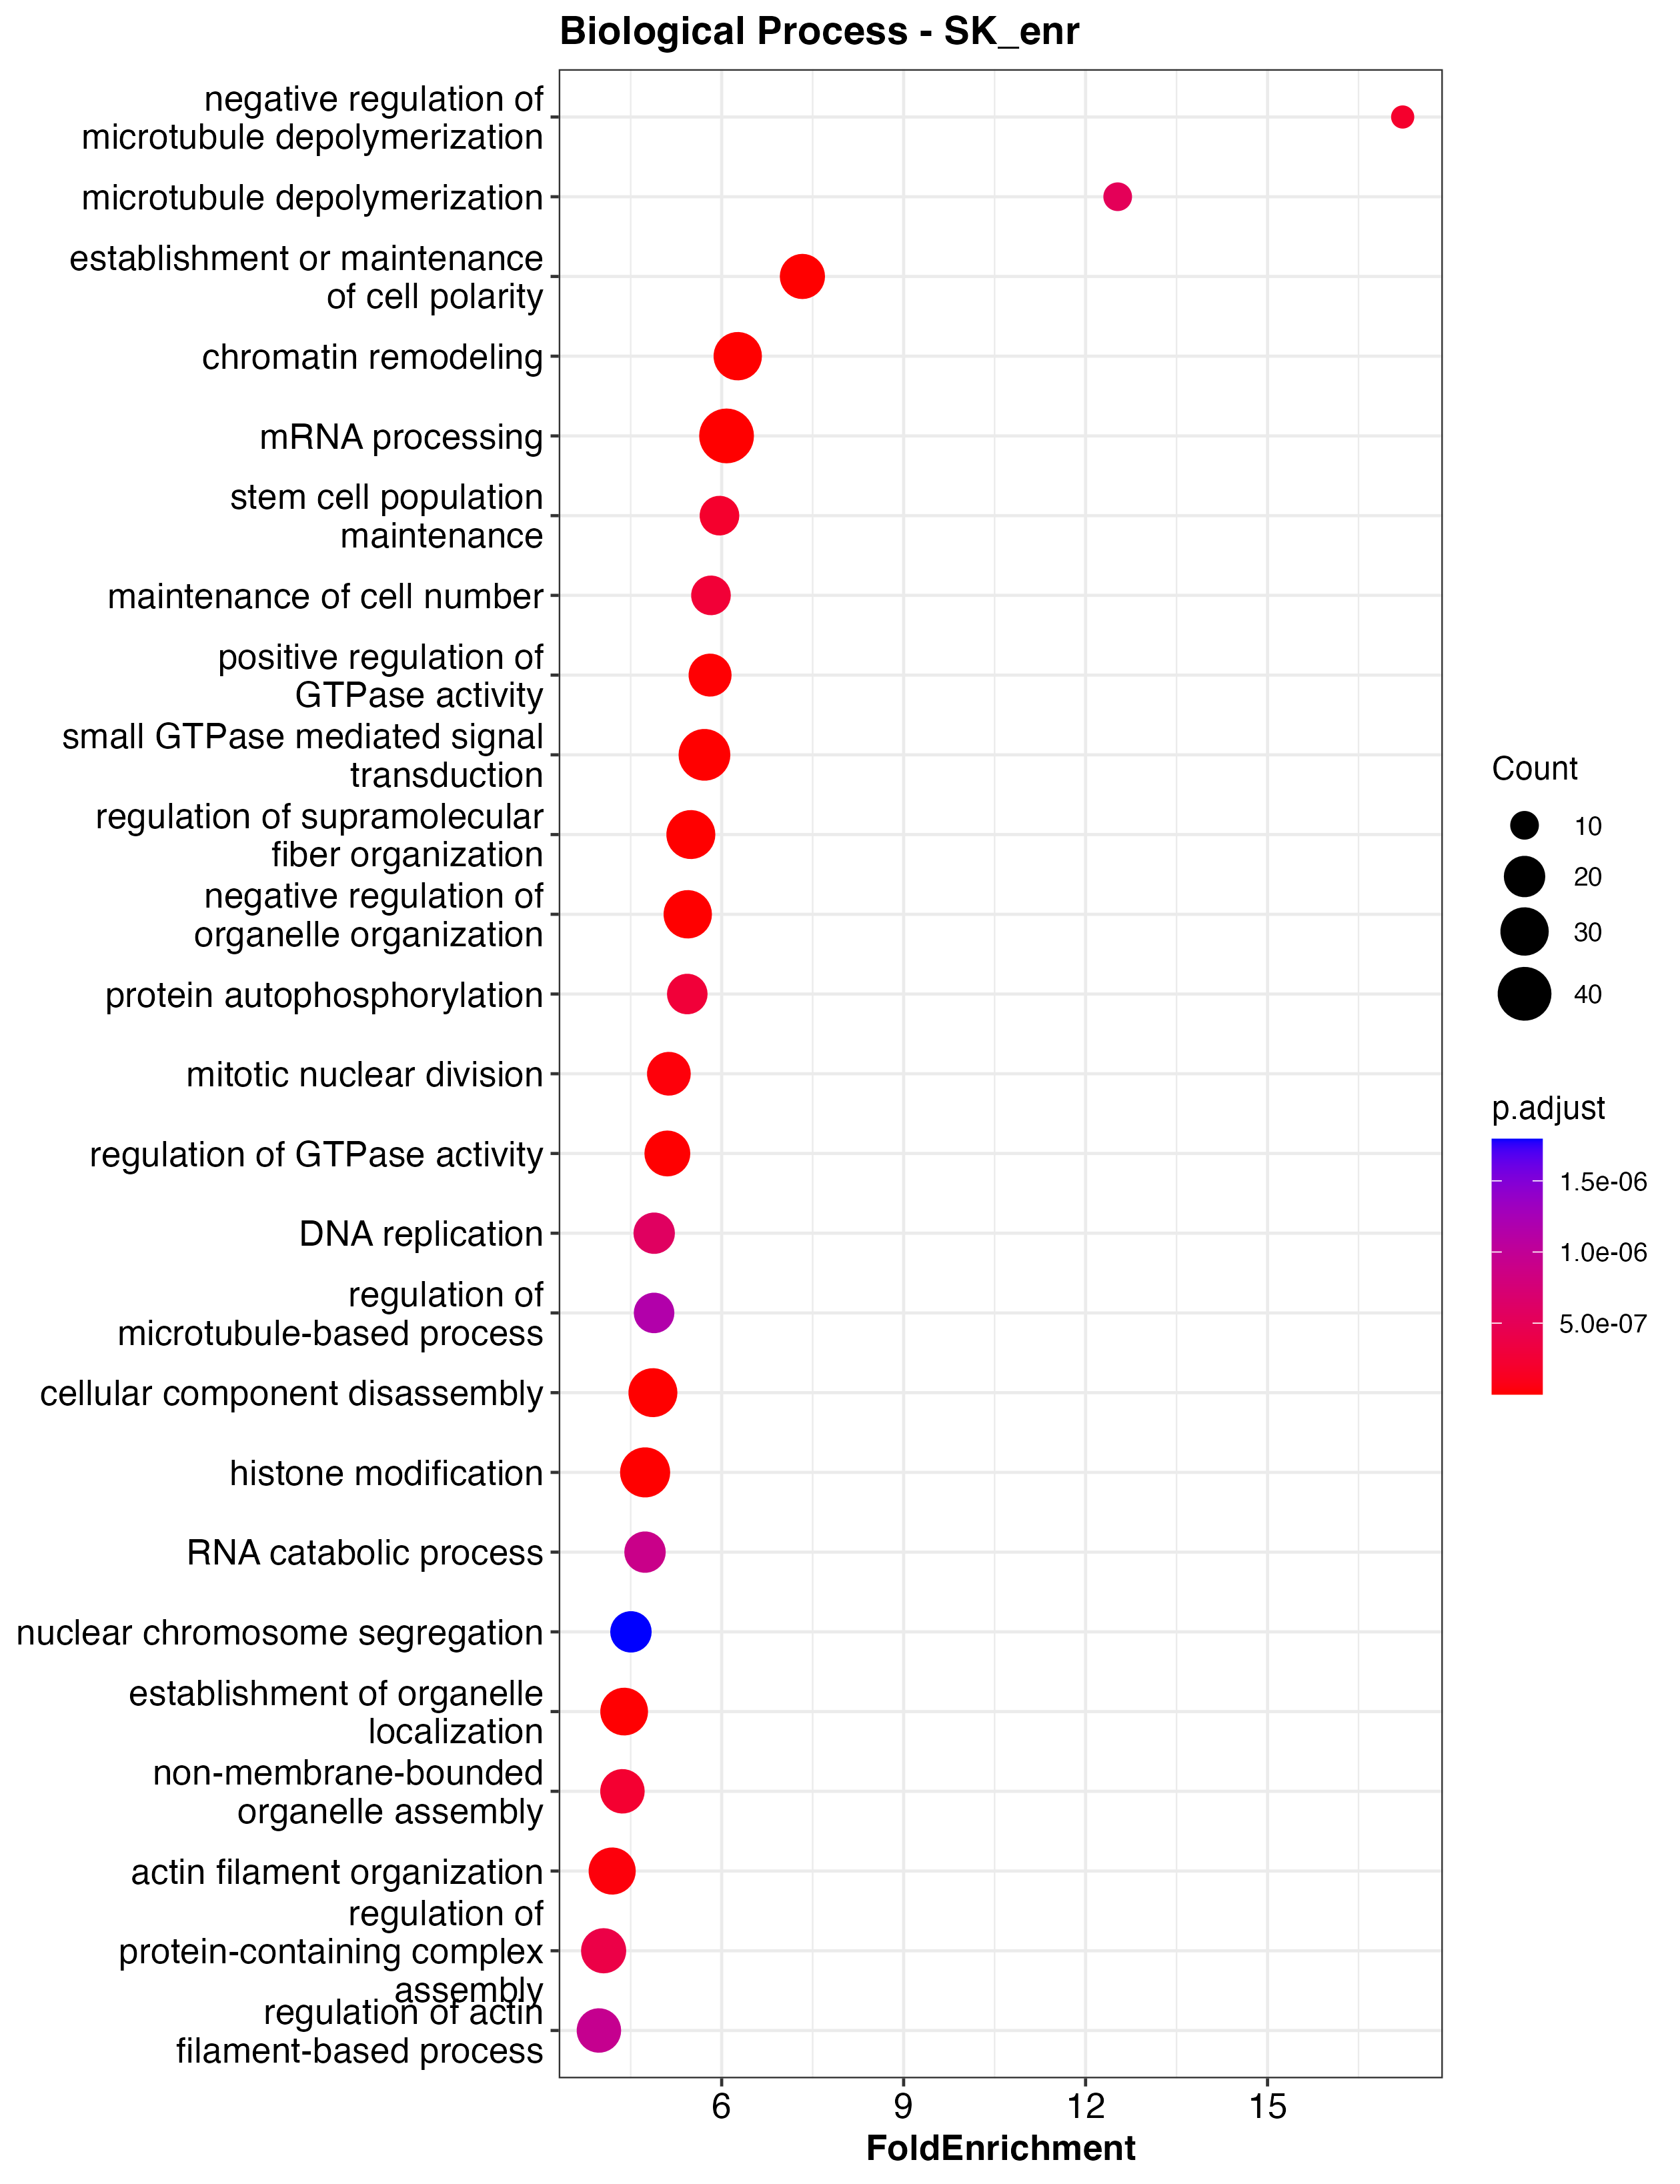 Biological Process - SK_enr
negative regulation of
microtubule depolymerization
microtubule depolymerization
establishment or maintenance
of cell polarity
chromatin remodeling
mRNA processing
stem cell population
maintenance
maintenance of cell number
positive regulation of
GTPase activity
small GTPase mediated signal
transduction
regulation of supramolecular
fiber organization
negative regulation of
organelle organization
protein autophosphorylation
mitotic nuclear division
regulation of GTPase activity
DNA replication
regulation of
microtubule-based process
cellular component disassembly
histone modification
RNA catabolic process
nuclear chromosome segregation
establishment of organelle
localization
non-membrane-bounded
organelle assembly
actin filament organization
regulation of
protein-containing complex
assembly
regulation of actin
filament-based process
6 9 12 15
FoldEnrichment
Count
10
20
30
40
p.adjust
1.5e-06
1.0e-06
5.0e-07